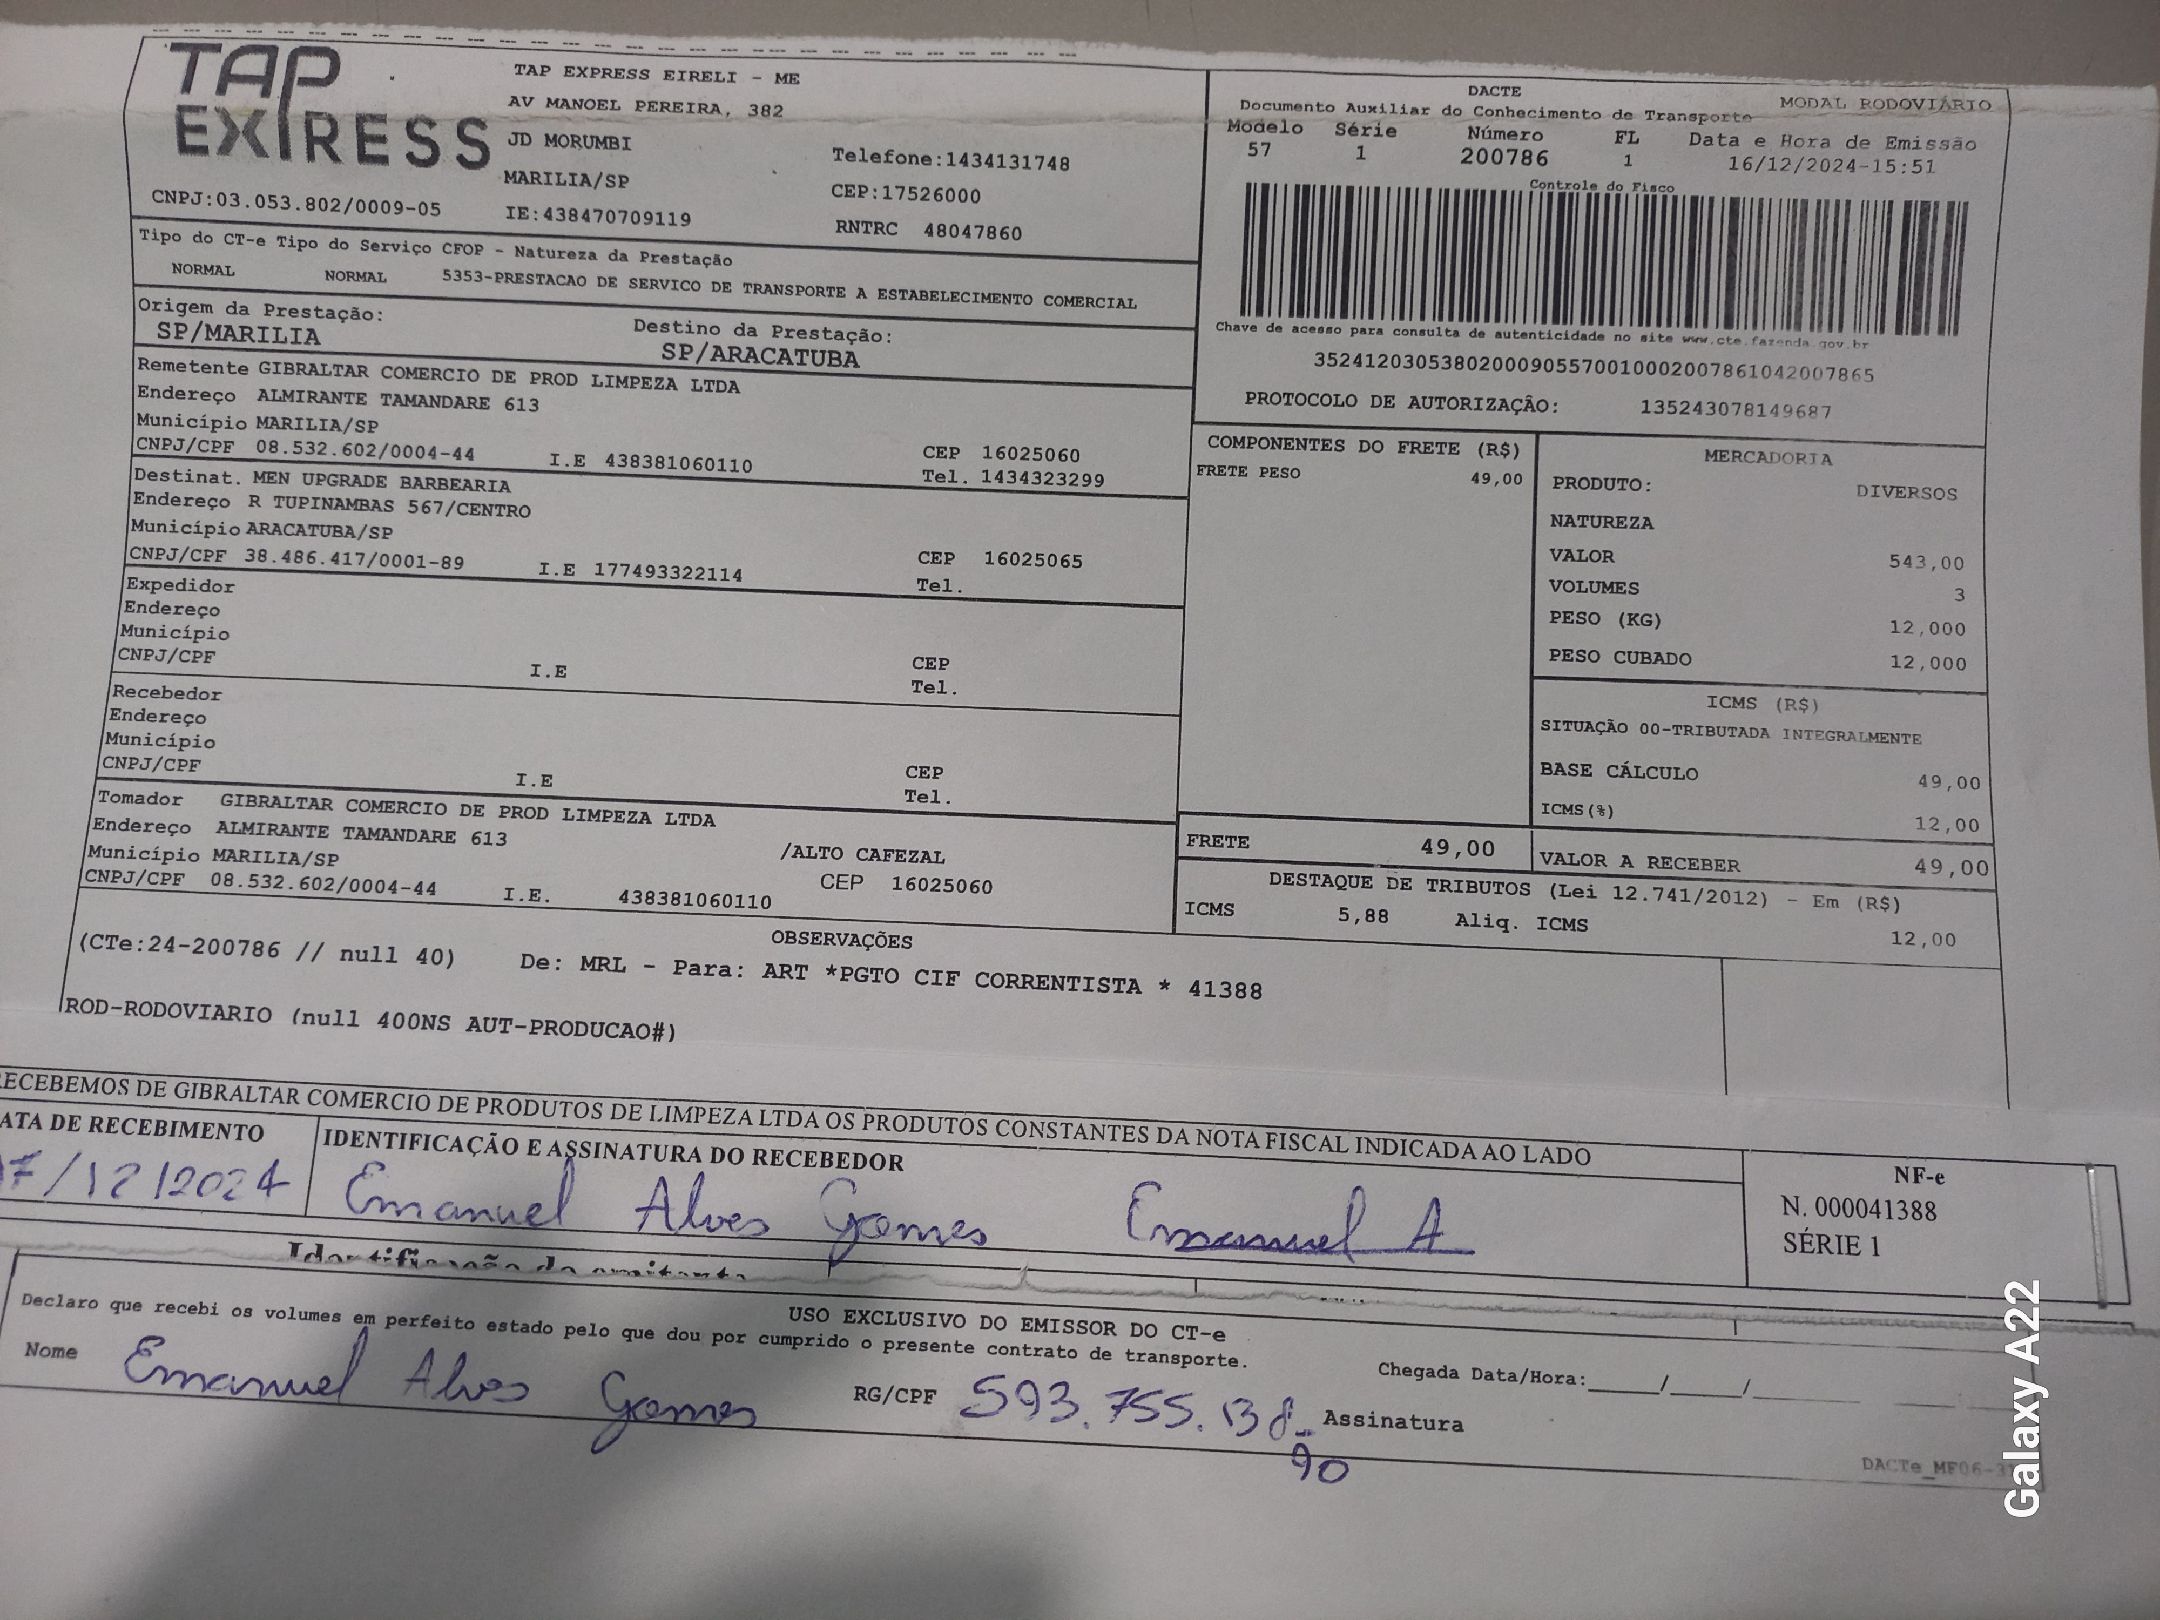 TAP EXPRESS
TAP EXPRESS EIRELI - ME
AV MANOEL PEREIRA, 382
JD MORUMBI
Telefone:1434131748
MARILIA/SP
CEP:17526000
CNPJ:03.053.802/0009-05
IE:438470709119
RNTRC 48047860
DACTE
MODAL RODOVIÁRIO
Documento Auxiliar do Conhecimento de Transporte
Modelo Série Número FL Data e Hora de Emissão
57 1 200786 1 16/12/2024-15:51
Controle do Fisco
Chave de acesso para consulta de autenticidade no site www.cte.fazenda.gov.br
35241203053802000905570010002007861042007865
PROTOCOLO DE AUTORIZAÇÃO: 135243078149687
Tipo do CT-e Tipo do Serviço CFOP - Natureza da Prestação
NORMAL NORMAL 5353-PRESTACAO DE SERVICO DE TRANSPORTE A ESTABELECIMENTO COMERCIAL
Origem da Prestação: Destino da Prestação:
SP/MARILIA SP/ARACATUBA
Remetente GIBRALTAR COMERCIO DE PROD LIMPEZA LTDA
Endereço ALMIRANTE TAMANDARE 613
Município MARILIA/SP CEP 16025060
CNPJ/CPF 08.532.602/0004-44 I.E 438381060110 Tel. 1434323299
Destinat. MEN UPGRADE BARBEARIA
Endereço R TUPINAMBAS 567/CENTRO
Município ARACATUBA/SP CEP 16025065
CNPJ/CPF 38.486.417/0001-89 I.E 177493322114 Tel.
Expedidor
Endereço
Município CEP
CNPJ/CPF I.E Tel.
Recebedor
Endereço
Município CEP
CNPJ/CPF I.E Tel.
Tomador GIBRALTAR COMERCIO DE PROD LIMPEZA LTDA
Endereço ALMIRANTE TAMANDARE 613 /ALTO CAFEZAL
Município MARILIA/SP CEP 16025060
CNPJ/CPF 08.532.602/0004-44 I.E. 438381060110
COMPONENTES DO FRETE (R$)
FRETE PESO 49,00
MERCADORIA
PRODUTO: DIVERSOS
NATUREZA
VALOR 543,00
VOLUMES 3
PESO (KG) 12,000
PESO CUBADO 12,000
ICMS (R$)
SITUAÇÃO 00-TRIBUTADA INTEGRALMENTE
BASE CÁLCULO 49,00
ICMS(%) 12,00
FRETE 49,00 VALOR A RECEBER 49,00
DESTAQUE DE TRIBUTOS (Lei 12.741/2012) - Em (R$)
ICMS 5,88 Aliq. ICMS 12,00
OBSERVAÇÕES
(CTe:24-200786 // null 40) De: MRL - Para: ART *PGTO CIF CORRENTISTA * 41388
ROD-RODOVIARIO (null 400NS AUT-PRODUCAO#)
ECEBEMOS DE GIBRALTAR COMERCIO DE PRODUTOS DE LIMPEZA LTDA OS PRODUTOS CONSTANTES DA NOTA FISCAL INDICADA AO LADO
ATA DE RECEBIMENTO IDENTIFICAÇÃO E ASSINATURA DO RECEBEDOR
17/12/2024 Emanuel Alves Gomes Emanuel A
NF-e
N. 000041388
SÉRIE 1
Identificação do emitente
USO EXCLUSIVO DO EMISSOR DO CT-e
Declaro que recebi os volumes em perfeito estado pelo que dou por cumprido o presente contrato de transporte.
Chegada Data/Hora:_____/_____/
Nome Emanuel Alves Gomes RG/CPF 593.755.138-90 Assinatura
DACTe_MF06-31
Galaxy A22